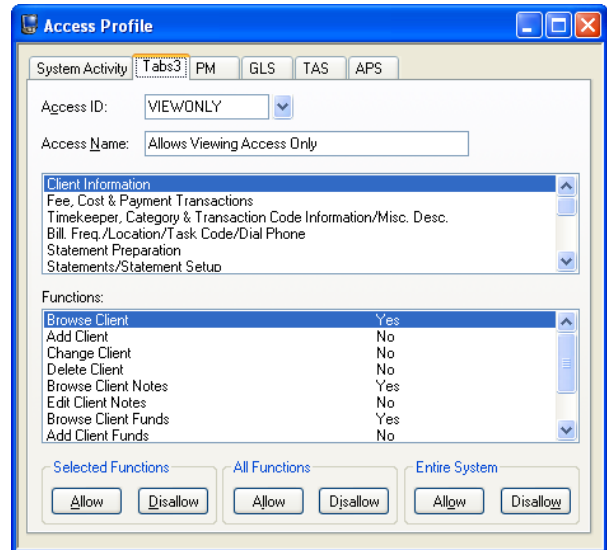 Access Profile
System Activity Tabs3 PM GLS TAS APS
Access ID: VIEWONLY
Access Name: Allows Viewing Access Only
Client Information
Fee, Cost & Payment Transactions
Timekeeper, Category & Transaction Code Information/Misc. Desc.
Bill. Freq./Location/Task Code/Dial Phone
Statement Preparation
Statements/Statement Setup
Functions:
Browse Client Yes
Add Client No
Change Client No
Delete Client No
Browse Client Notes Yes
Edit Client Notes No
Browse Client Funds Yes
Add Client Funds No
Selected Functions All Functions Entire System
Allow Disallow Allow Disallow Allow Disallow